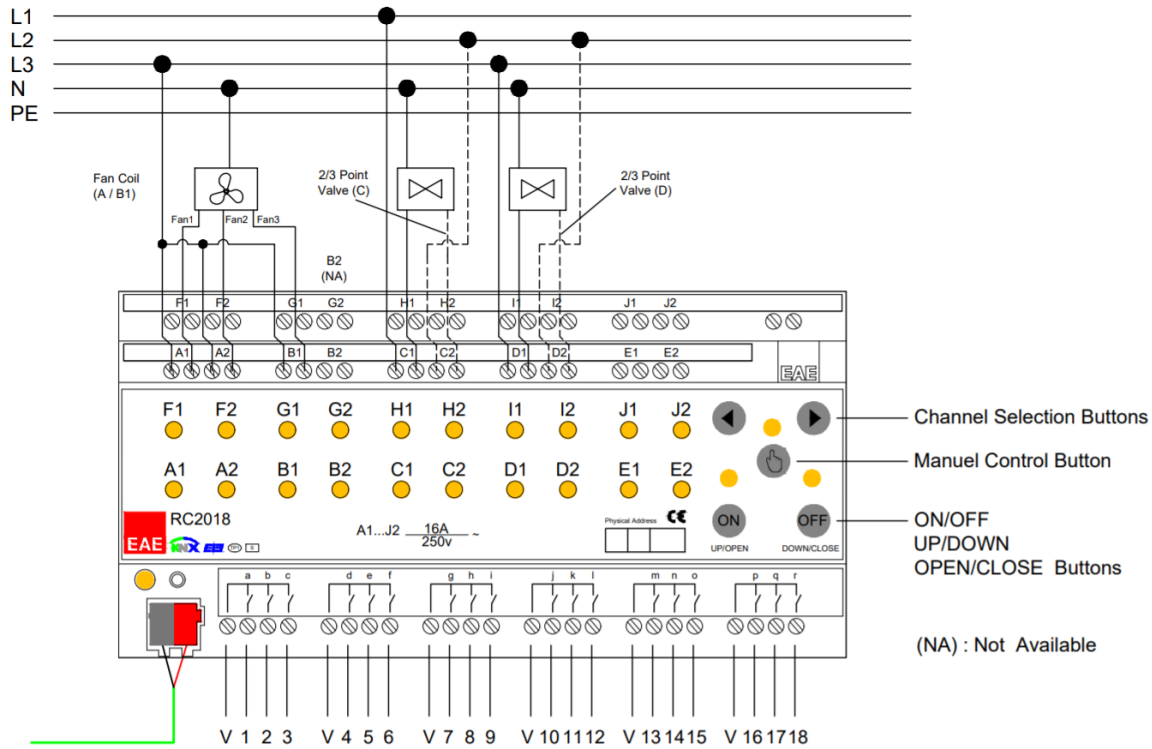 L1
L2
L3
N
PE
Fan Coil
(A / B1)
Fan1 Fan2 Fan3
2/3 Point
Valve (C)
2/3 Point
Valve (D)
B2
(NA)
F1 F2 G1 G2 H1 H2 I1 I2 J1 J2
A1 A2 B1 B2 C1 C2 D1 D2 E1 E2
EAE
F1 F2 G1 G2 H1 H2 I1 I2 J1 J2
Channel Selection Buttons
A1 A2 B1 B2 C1 C2 D1 D2 E1 E2
Manuel Control Button
EAE
RC2018
KNX
A1...J2 16A ~
250v
Physical Address CE
ON OFF
UP/OPEN DOWN/CLOSE
ON/OFF
UP/DOWN
OPEN/CLOSE Buttons
a b c d e f g h i j k l m n o p q r
(NA) : Not Available
V 1 2 3 V 4 5 6 V 7 8 9 V 10 11 12 V 13 14 15 V 16 17 18